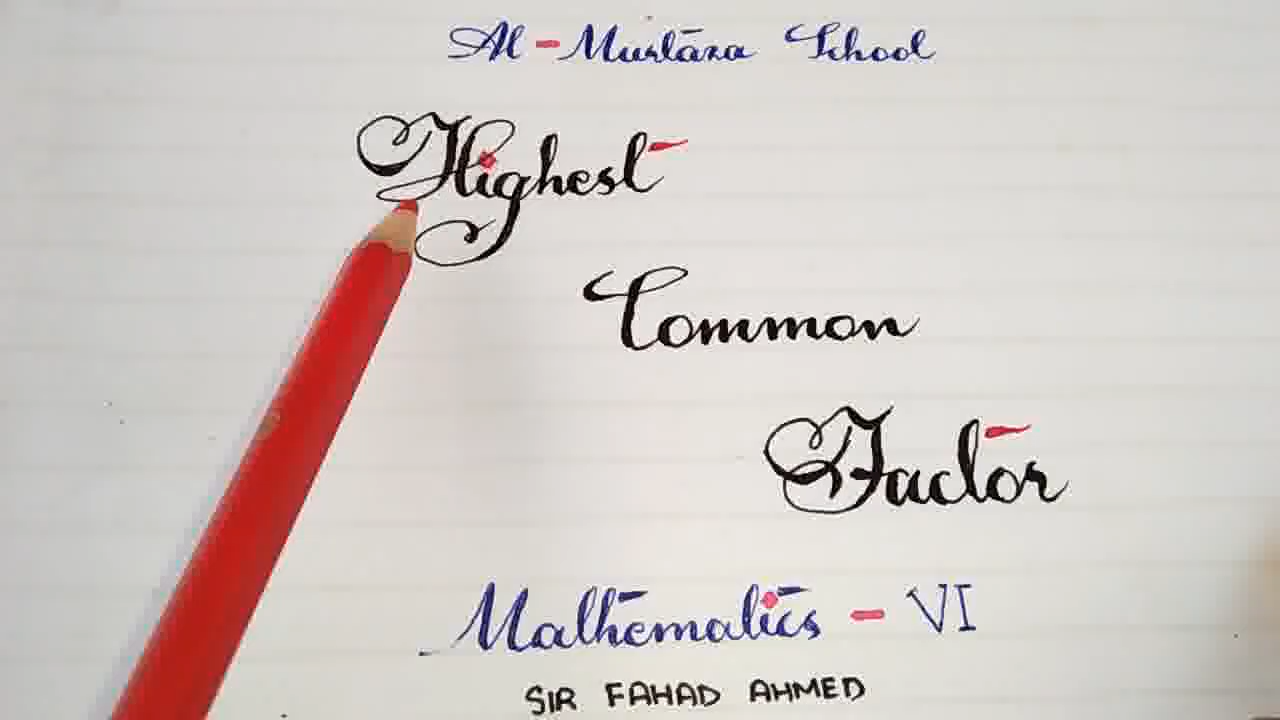 Al-Murtaza School
Highest
Common
Factor
Mathematics - VI
SIR FAHAD AHMED